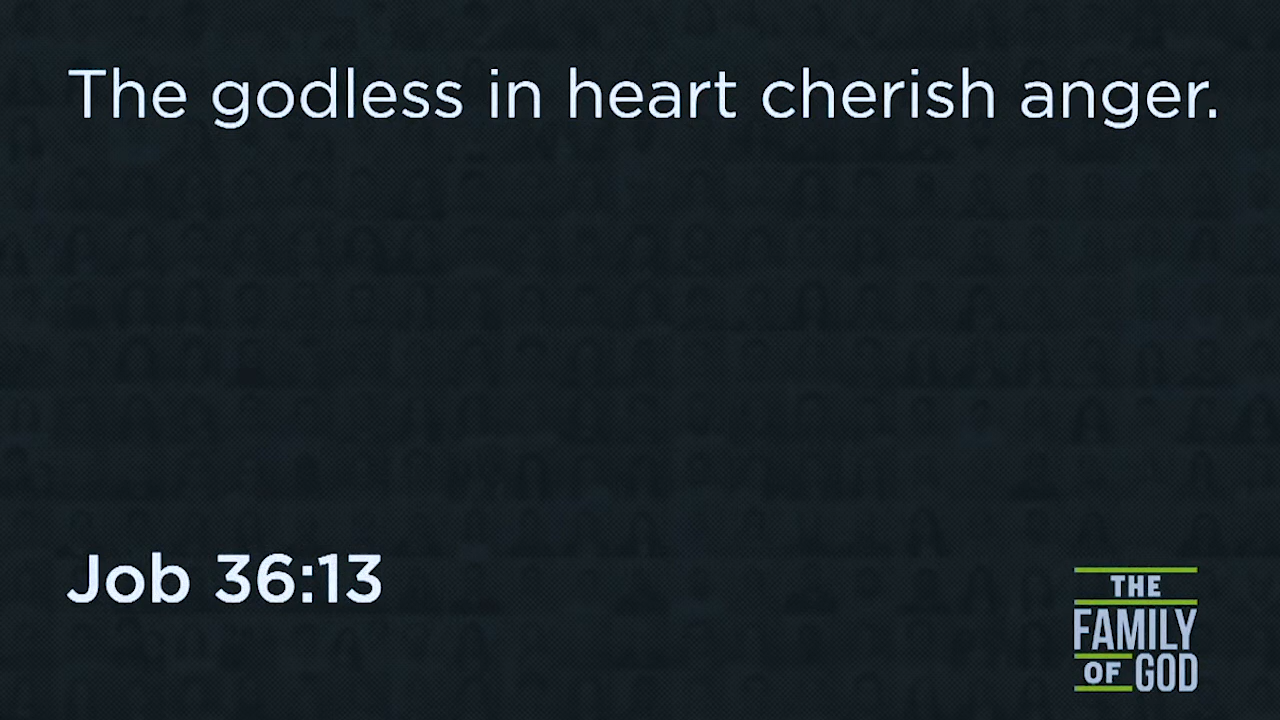 The godless in heart cherish anger.
Job 36:13
THE
FAMILY
OF GOD